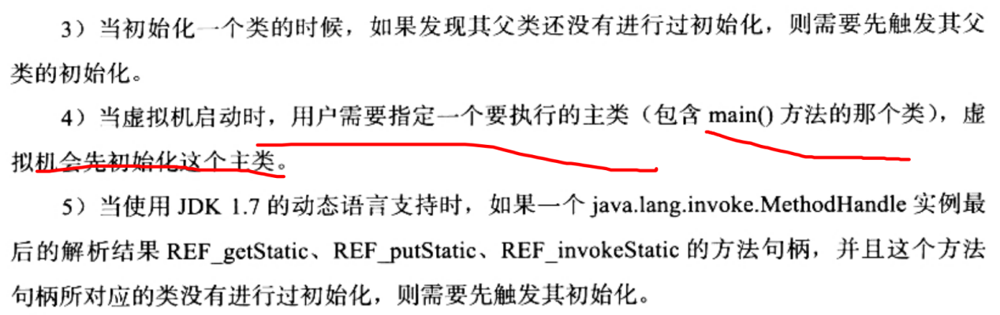 3）当初始化一个类的时候，如果发现其父类还没有进行过初始化，则需要先触发其父
类的初始化。
4）当虚拟机启动时，用户需要指定一个要执行的主类（包含 main() 方法的那个类），虚
拟机会先初始化这个主类。
5）当使用 JDK 1.7 的动态语言支持时，如果一个 java.lang.invoke.MethodHandle 实例最
后的解析结果 REF_getStatic、REF_putStatic、REF_invokeStatic 的方法句柄，并且这个方法
句柄所对应的类没有进行过初始化，则需要先触发其初始化。